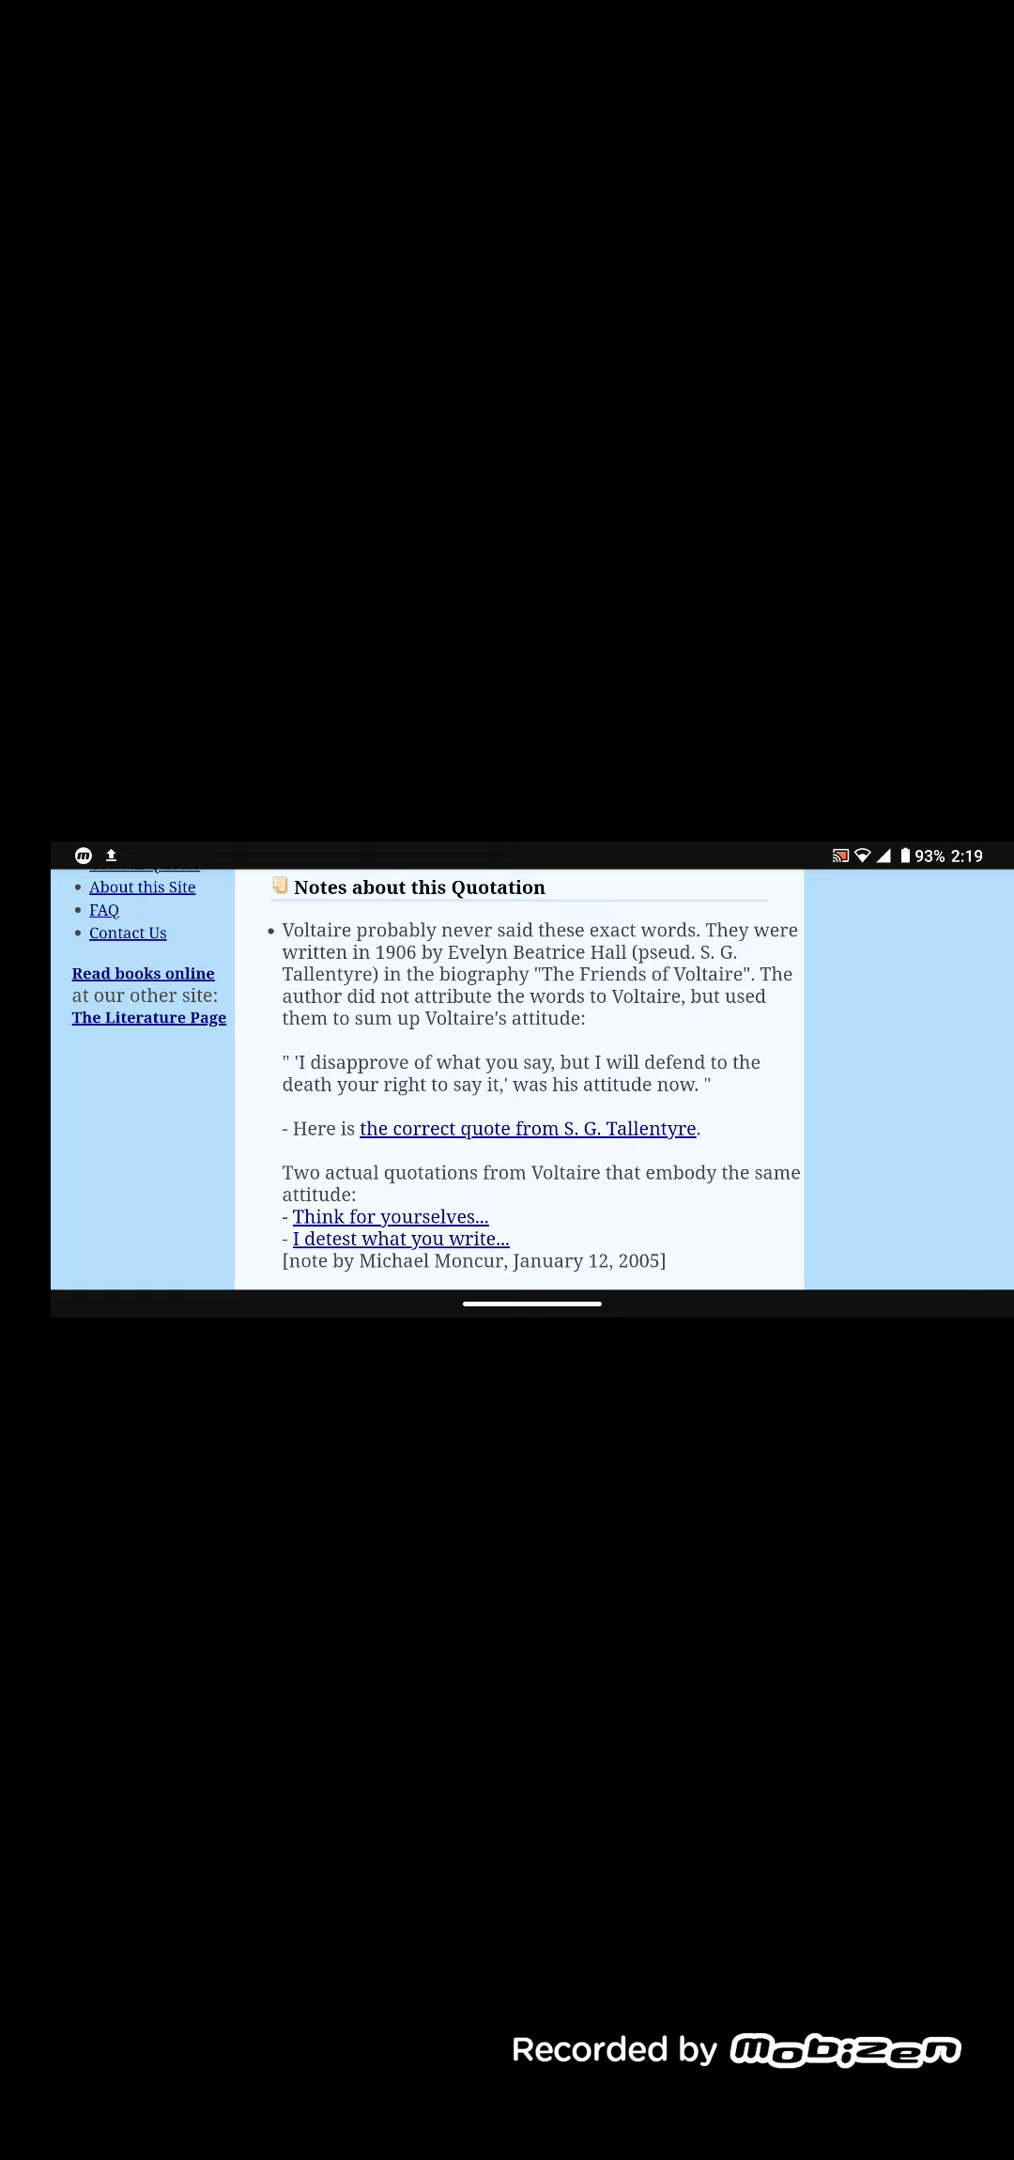 93% 2:19
About this Site
FAQ
Contact Us
Read books online
at our other site:
The Literature Page
Notes about this Quotation
Voltaire probably never said these exact words. They were
written in 1906 by Evelyn Beatrice Hall (pseud. S. G.
Tallentyre) in the biography "The Friends of Voltaire". The
author did not attribute the words to Voltaire, but used
them to sum up Voltaire's attitude:
" 'I disapprove of what you say, but I will defend to the
death your right to say it,' was his attitude now. "
- Here is the correct quote from S. G. Tallentyre.
Two actual quotations from Voltaire that embody the same
attitude:
- Think for yourselves...
- I detest what you write...
[note by Michael Moncur, January 12, 2005]
Recorded by mobizen